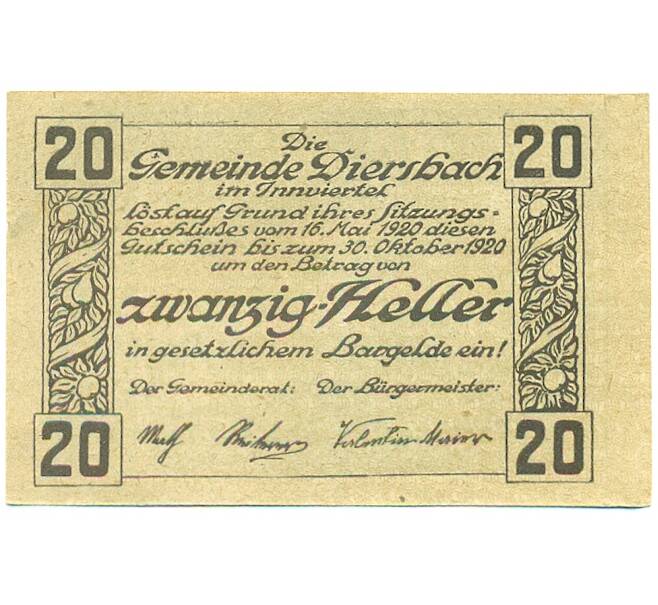 20 20
Die
Gemeinde Diersbach
im Innviertel
löst auf Grund ihres Sitzungs-
beschlußes vom 16. Mai 1920 diesen
Gutschein bis zum 30. Oktober 1920
um den Betrag von
zwanzig-Heller
in gesetzlichem Bargelde ein!
Der Gemeinderat: Der Bürgermeister:
Valentin Maier
20 20